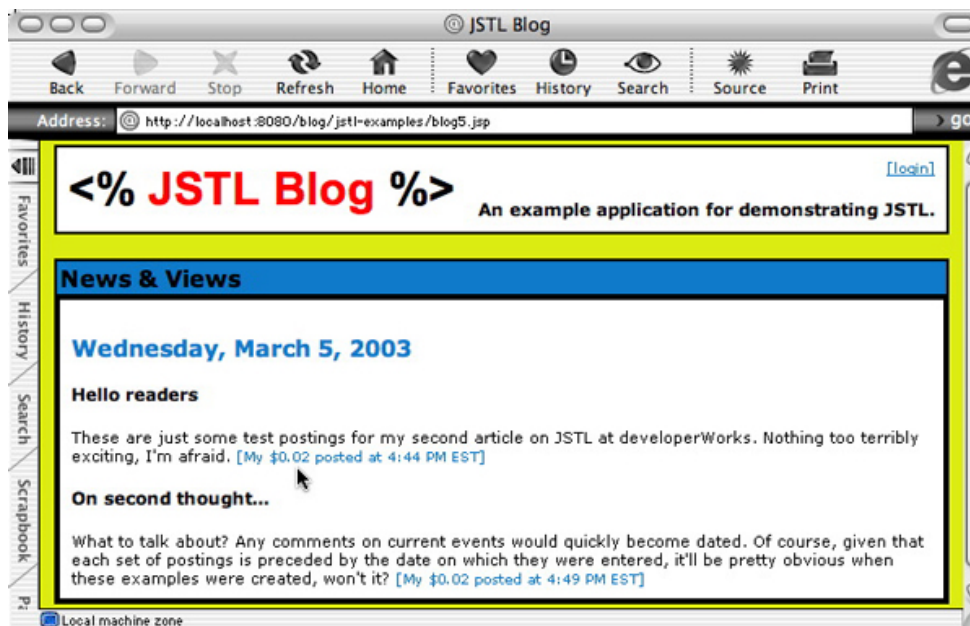 @ JSTL Blog
Back Forward Stop Refresh Home Favorites History Search Source Print
Address: @ http://localhost:8080/blog/jstl-examples/blog5.jsp go
[login]
<% JSTL Blog %>
An example application for demonstrating JSTL.
News & Views
Wednesday, March 5, 2003
Hello readers
These are just some test postings for my second article on JSTL at developerWorks. Nothing too terribly
exciting, I'm afraid. [My $0.02 posted at 4:44 PM EST]
On second thought...
What to talk about? Any comments on current events would quickly become dated. Of course, given that
each set of postings is preceded by the date on which they were entered, it'll be pretty obvious when
these examples were created, won't it? [My $0.02 posted at 4:49 PM EST]
Favorites
History
Search
Scrapbook
Local machine zone